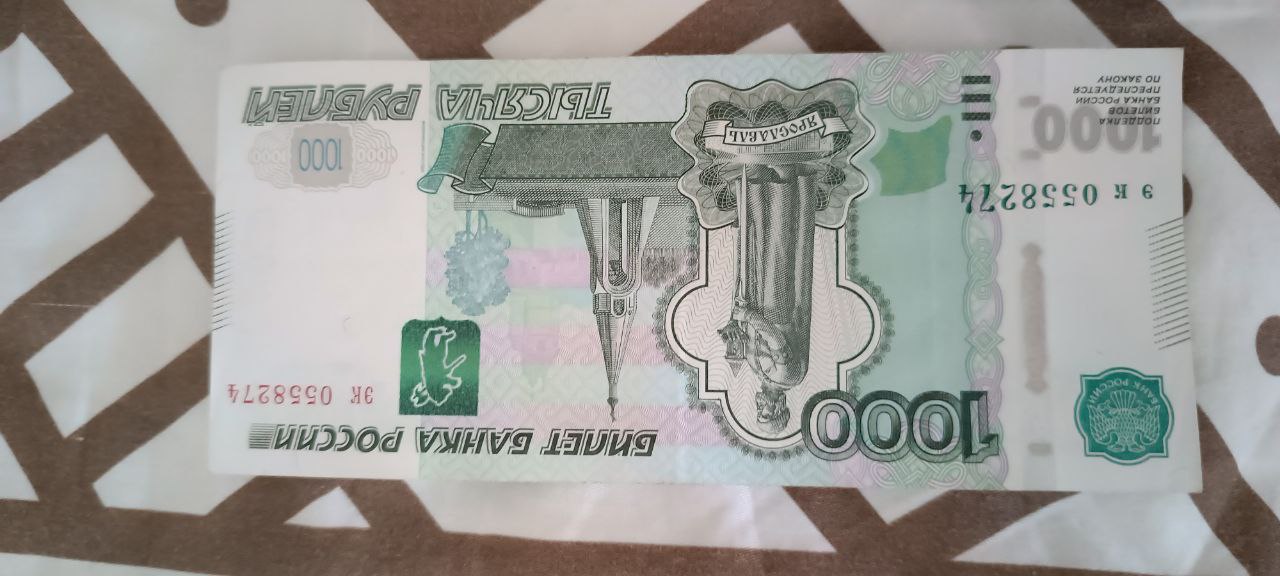 БИЛЕТ БАНКА РОССИИ
1000
БАНК РОССИИ
эк 0558274
эк 0558274
ЯРОСЛАВЛЬ
1000
1000
ПОДДЕЛКА
БИЛЕТОВ
БАНКА РОССИИ
ПРЕСЛЕДУЕТСЯ
ПО ЗАКОНУ
ТЫСЯЧА РУБЛЕЙ